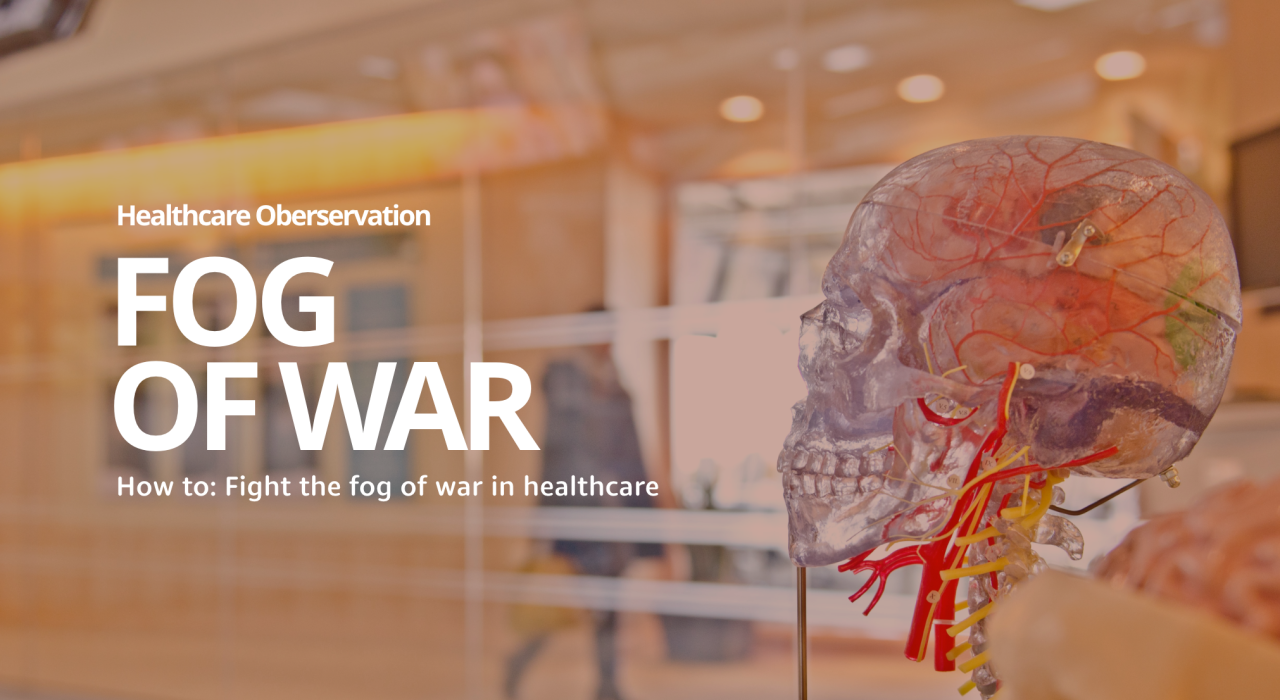 Healthcare Oberservation
FOG
OF WAR
How to: Fight the fog of war in healthcare